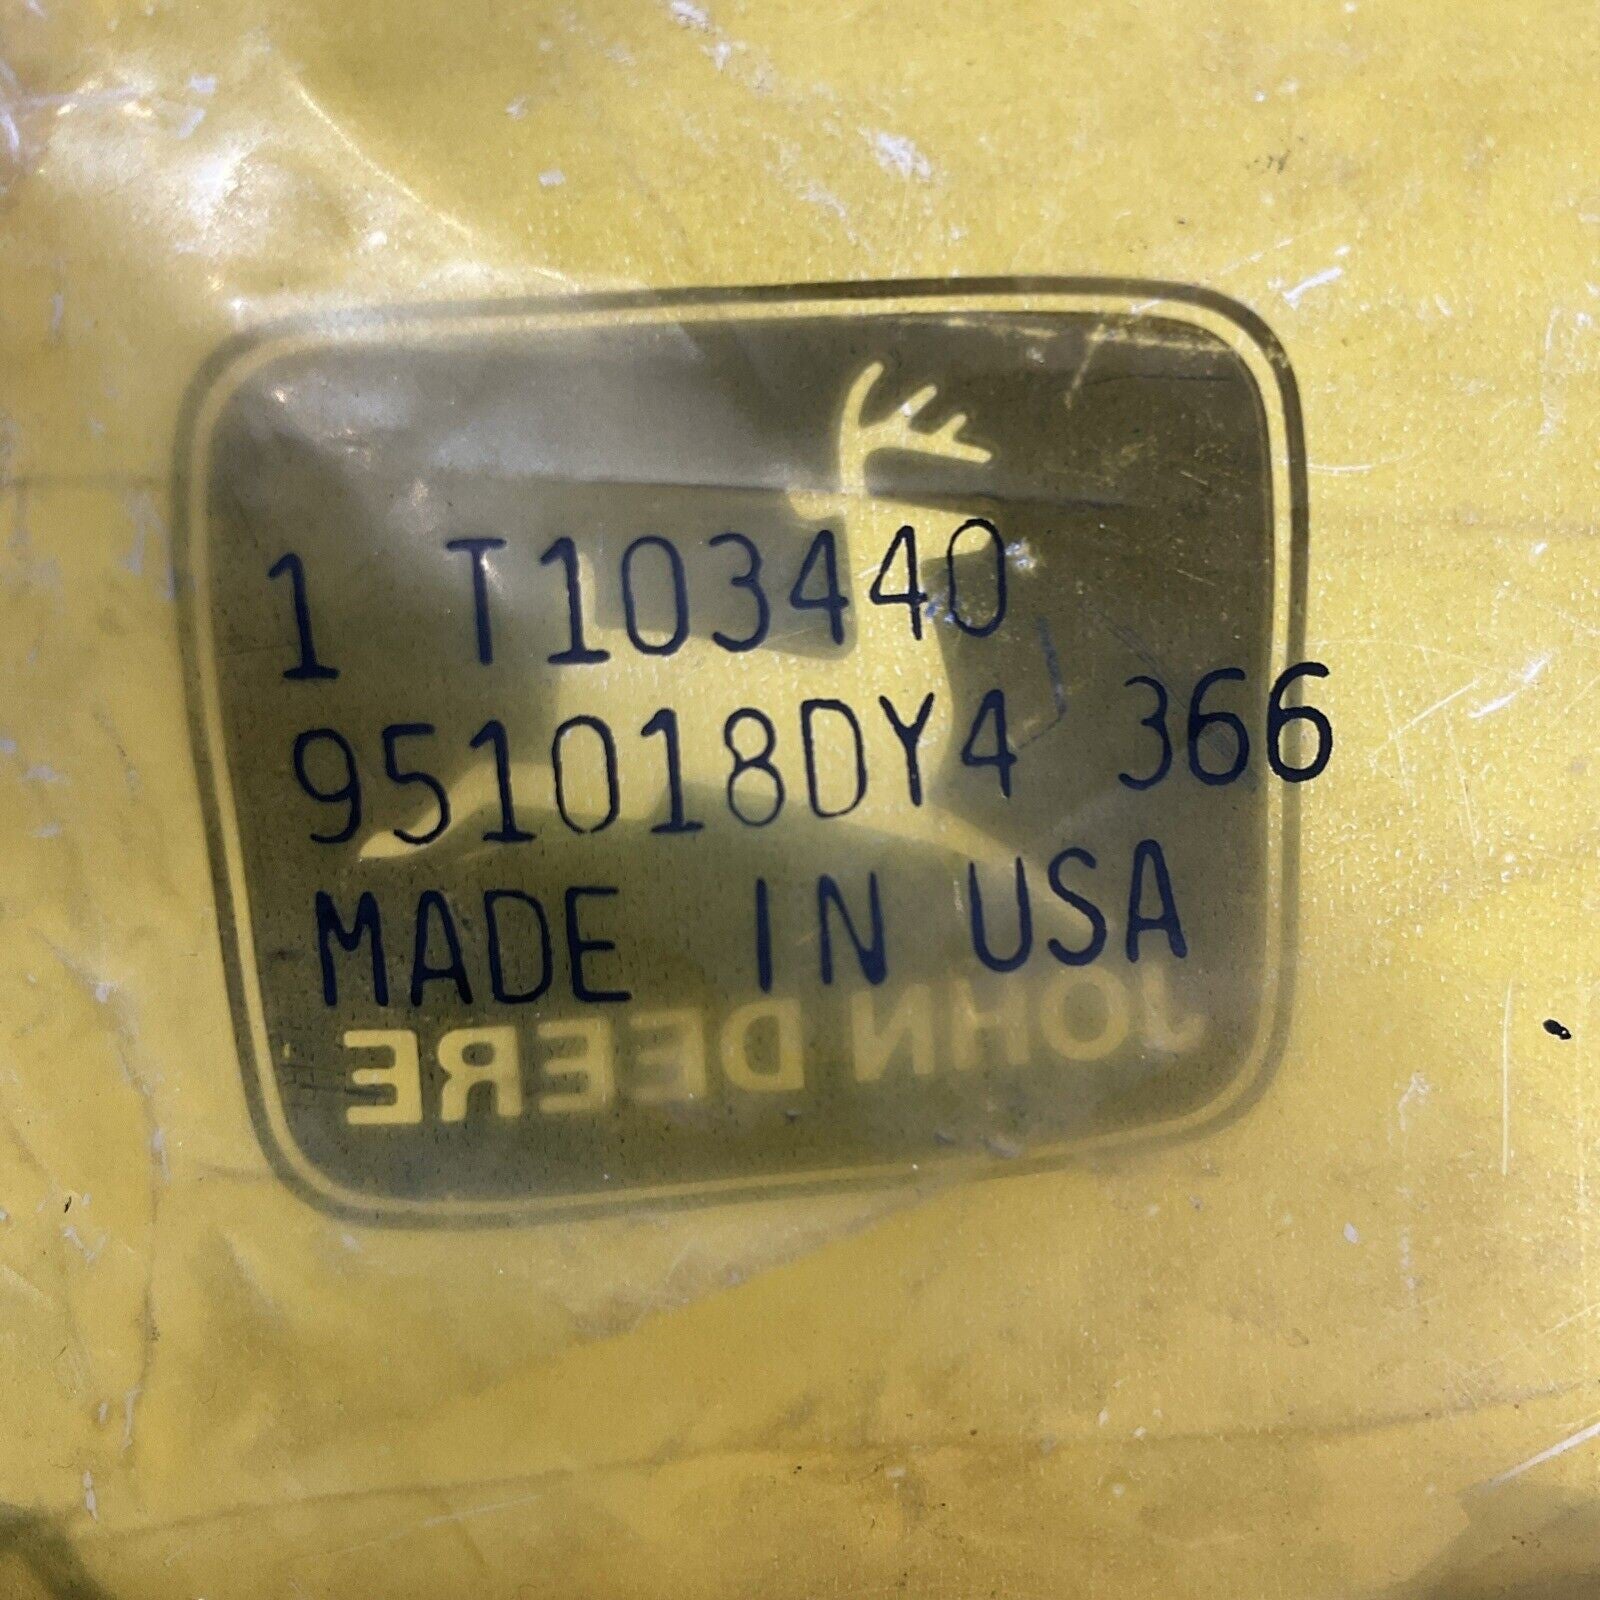 1 T103440
951018DY4 366
MADE IN USA
JOHN DEERE